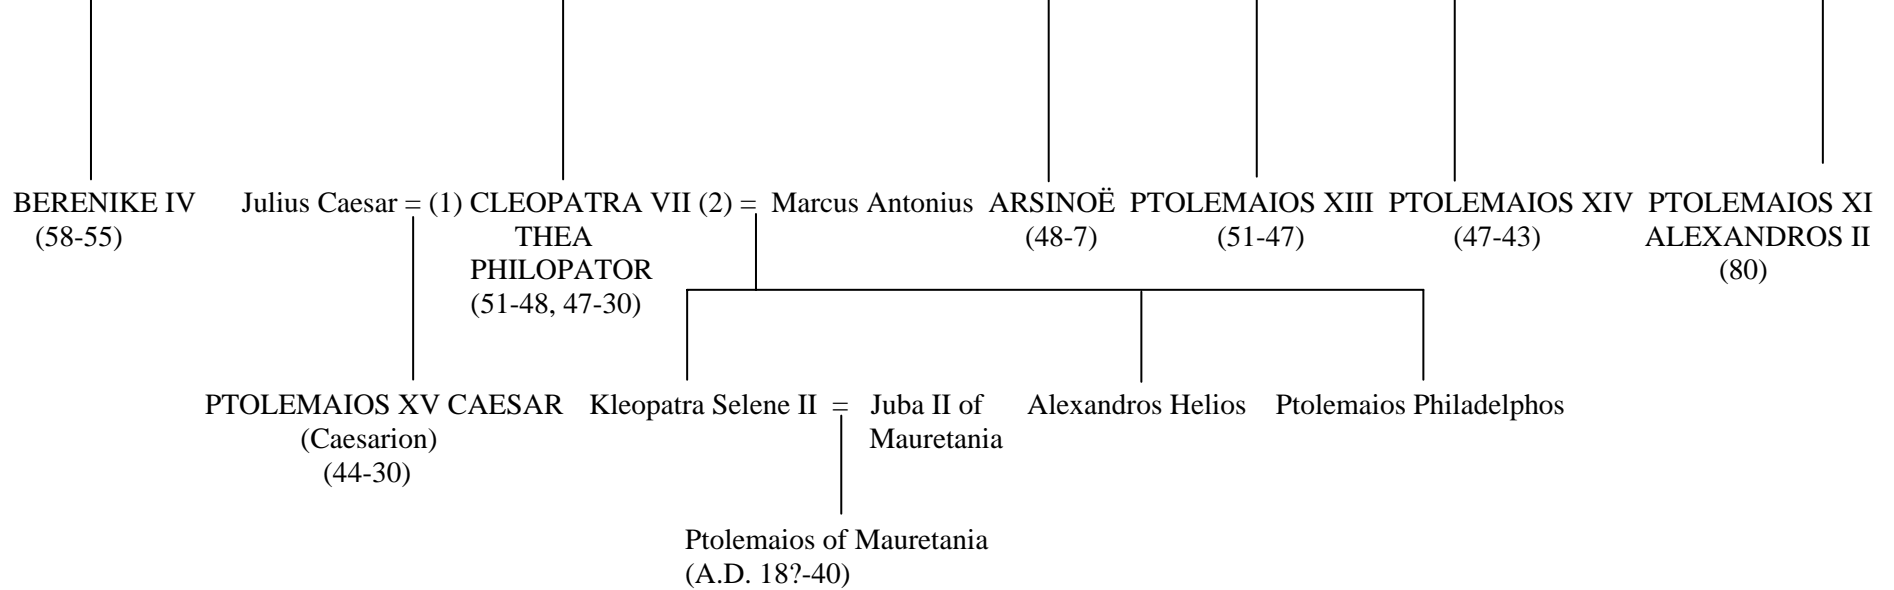 BERENIKE IV Julius Caesar = (1) CLEOPATRA VII (2) = Marcus Antonius ARSINOË PTOLEMAIOS XIII PTOLEMAIOS XIV PTOLEMAIOS XI
(58-55) THEA (48-7) (51-47) (47-43) ALEXANDROS II
PHILOPATOR (80)
(51-48, 47-30)
PTOLEMAIOS XV CAESAR Kleopatra Selene II = Juba II of Alexandros Helios Ptolemaios Philadelphos
(Caesarion) Mauretania
(44-30)
Ptolemaios of Mauretania
(A.D. 18?-40)